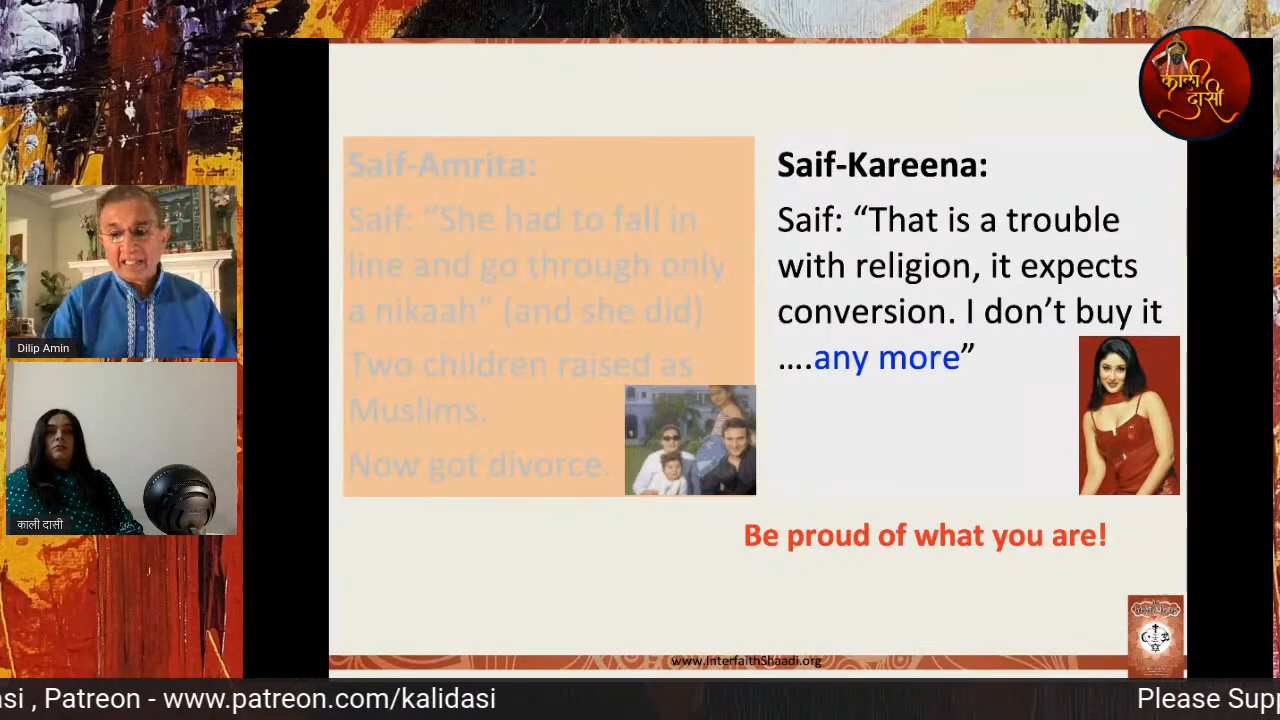 काली
दासी
Saif-Amrita:
Saif: “She had to fall in
line and go through only
a nikaah” (and she did)
Two children raised as
Muslims.
Now got divorce.
Saif-Kareena:
Saif: “That is a trouble
with religion, it expects
conversion. I don’t buy it
....any more”
Be proud of what you are!
Dilip Amin
काली दासी
www.InterfaithShaadi.org
asi , Patreon - www.patreon.com/kalidasi
Please Sup